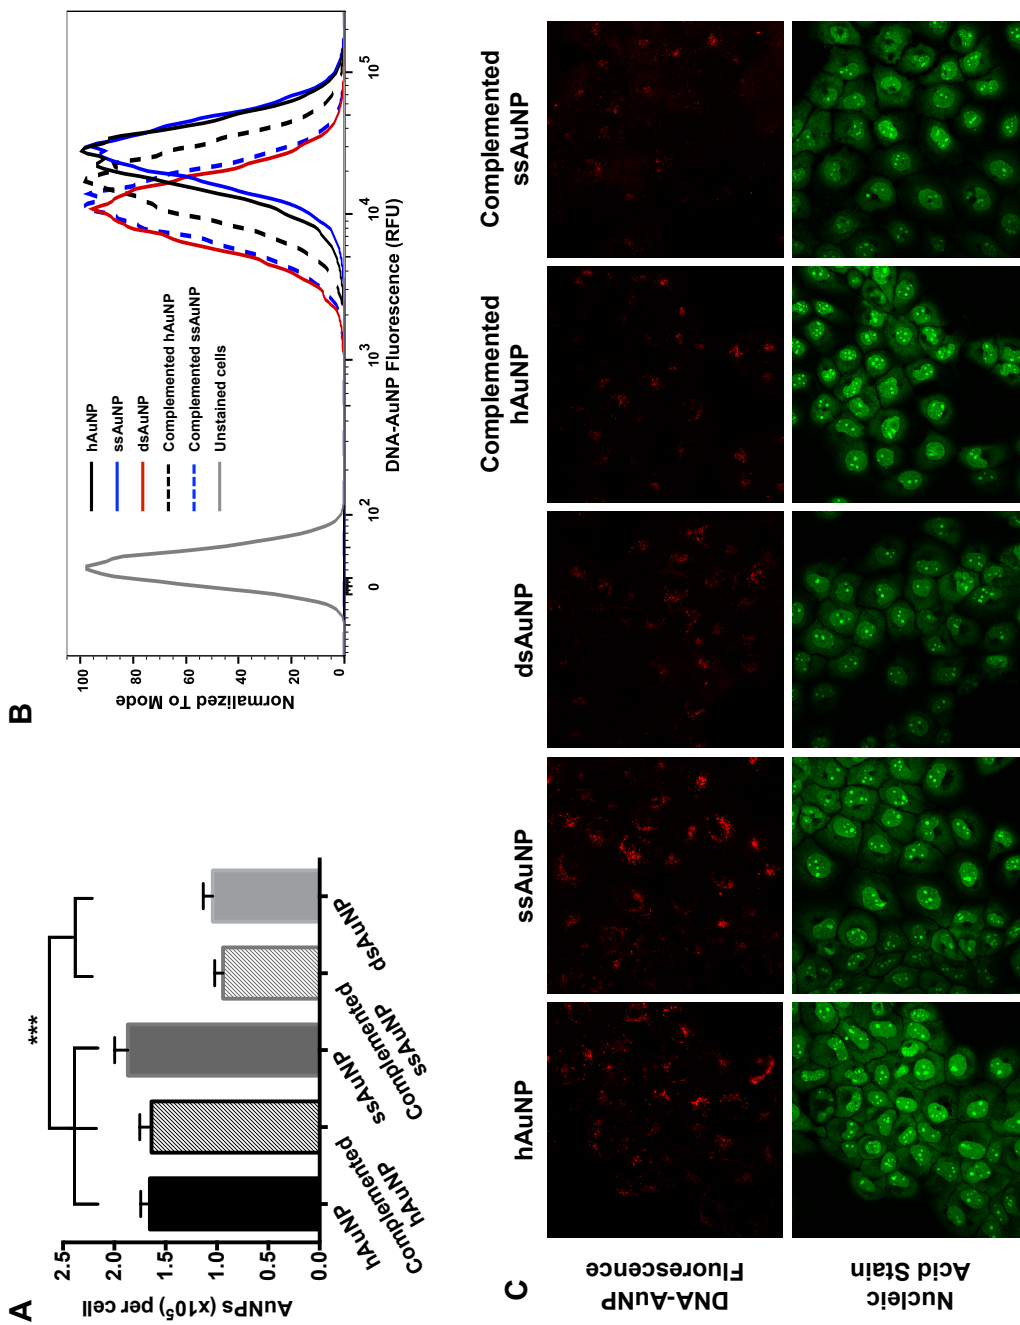 A
AuNPs (x10⁵) per cell
2.5
2.0
1.5
1.0
0.5
0.0
***
hAuNP
Complemented
hAuNP
ssAuNP
Complemented
ssAuNP
dsAuNP
B
Normalized To Mode
100
80
60
40
20
0
0
10²
10³
10⁴
10⁵
DNA-AuNP Fluorescence (RFU)
hAuNP
ssAuNP
dsAuNP
Complemented hAuNP
Complemented ssAuNP
Unstained cells
C
hAuNP
ssAuNP
dsAuNP
Complemented
hAuNP
Complemented
ssAuNP
DNA-AuNP
Fluorescence
Nucleic
Acid Stain